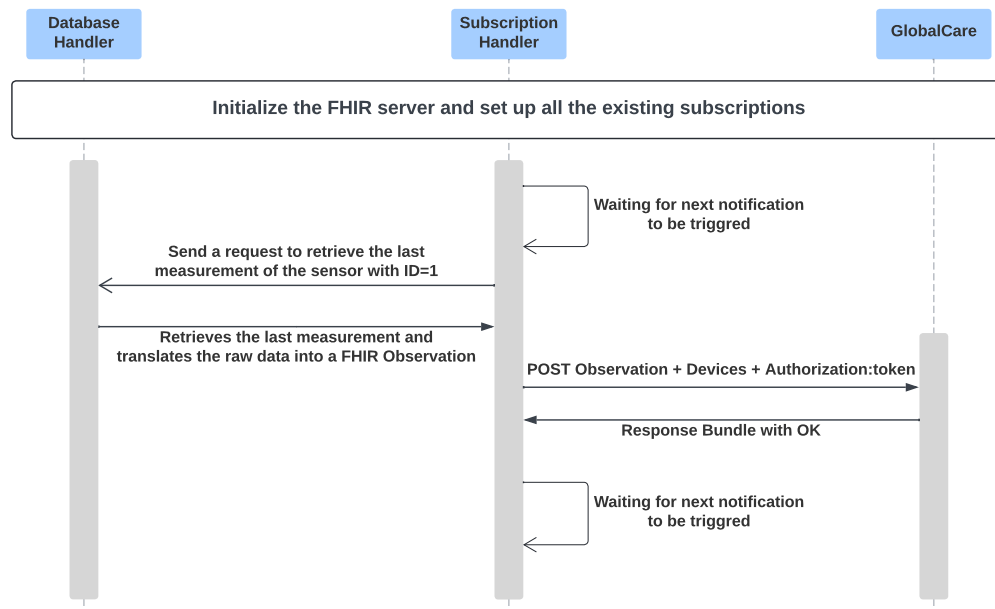 Database
Handler
Subscription
Handler
GlobalCare
Initialize the FHIR server and set up all the existing subscriptions
Waiting for next notification
to be triggred
Send a request to retrieve the last
measurement of the sensor with ID=1
Retrieves the last measurement and
translates the raw data into a FHIR Observation
POST Observation + Devices + Authorization:token
Response Bundle with OK
Waiting for next notification
to be triggred